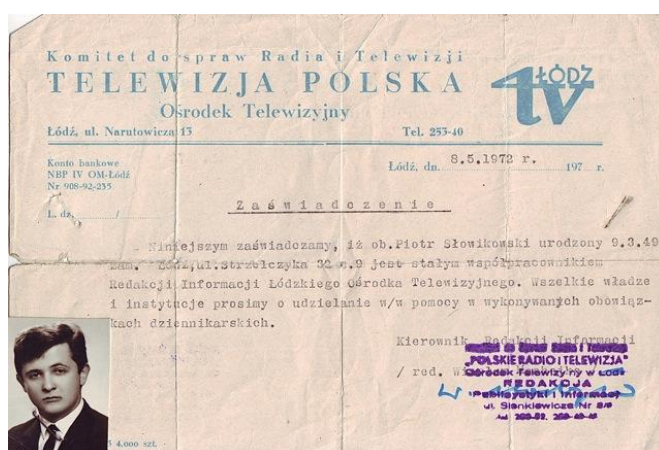 Komitet do spraw Radia i Telewizji
TELEWIZJA POLSKA
Ośrodek Telewizyjny
ŁÓDŹ
tv
Łódź, ul. Narutowicza 13 Tel. 253-40
Konto bankowe
NBP IV OM-Łódź
Nr 908-92-235
Łódź, dn. 8.5.1972 r. 197 r.
L. dz. /
Zaświadczenie
Niniejszym zaświadczamy, iż ob.Piotr Słowikowski urodzony 9.3.49
zam. Łódź,ul.Strzelczyka 32 m.9 jest stałym współpracownikiem
Redakcji Informacji Łódzkiego Ośrodka Telewizyjnego. Wszelkie władze
i instytucje prosimy o udzielanie w/w pomocy w wykonywanych obowiąz-
kach dziennikarskich.
Kierownik Redakcji Informacji
/ red.
„POLSKIE RADIO I TELEWIZJA"
Ośrodek Telewizyjny w Łodzi
REDAKCJA
Publicystyki i Informacji
ul. Sienkiewicza Nr
4.000 szt.